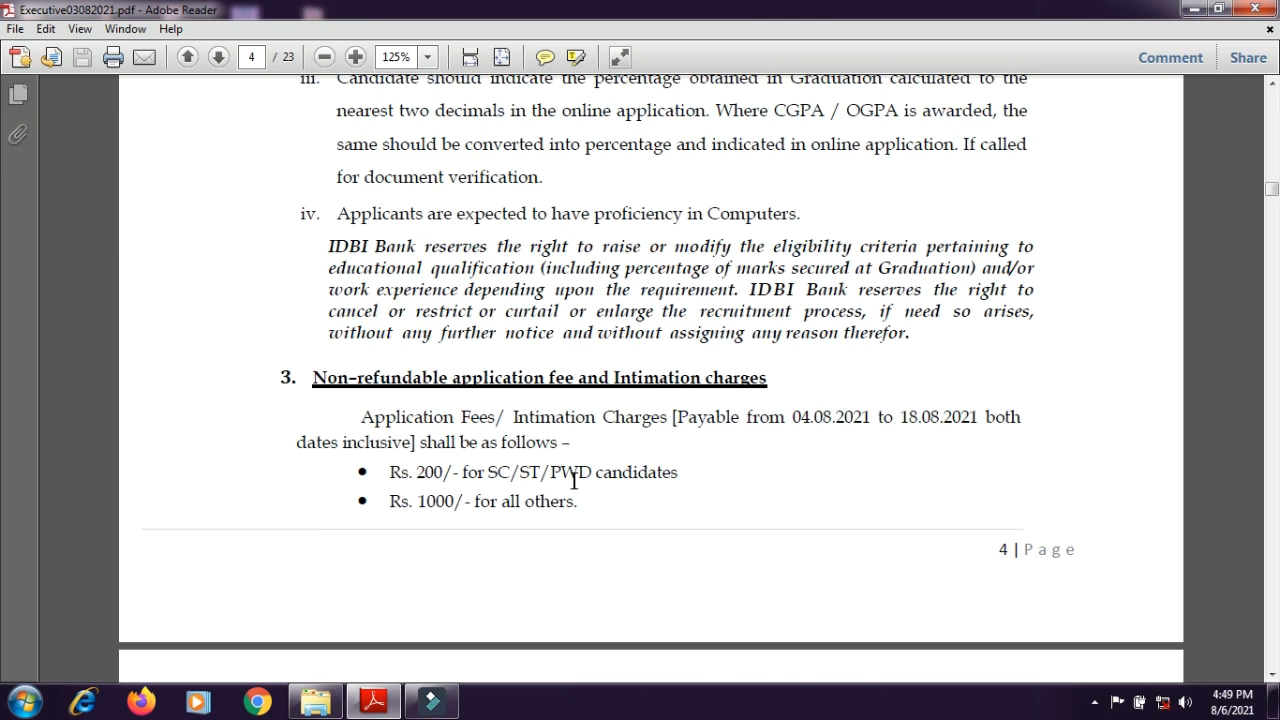 Executive03082021.pdf - Adobe Reader
File Edit View Window Help
4 / 23 125% Comment Share
iii. Candidate should indicate the percentage obtained in Graduation calculated to the
nearest two decimals in the online application. Where CGPA / OGPA is awarded, the
same should be converted into percentage and indicated in online application. If called
for document verification.
iv. Applicants are expected to have proficiency in Computers.
IDBI Bank reserves the right to raise or modify the eligibility criteria pertaining to
educational qualification (including percentage of marks secured at Graduation) and/or
work experience depending upon the requirement. IDBI Bank reserves the right to
cancel or restrict or curtail or enlarge the recruitment process, if need so arises,
without any further notice and without assigning any reason therefor.
3. Non-refundable application fee and Intimation charges
Application Fees/ Intimation Charges [Payable from 04.08.2021 to 18.08.2021 both
dates inclusive] shall be as follows –
• Rs. 200/- for SC/ST/PWD candidates
• Rs. 1000/- for all others.
4 | Page
4:49 PM
8/6/2021